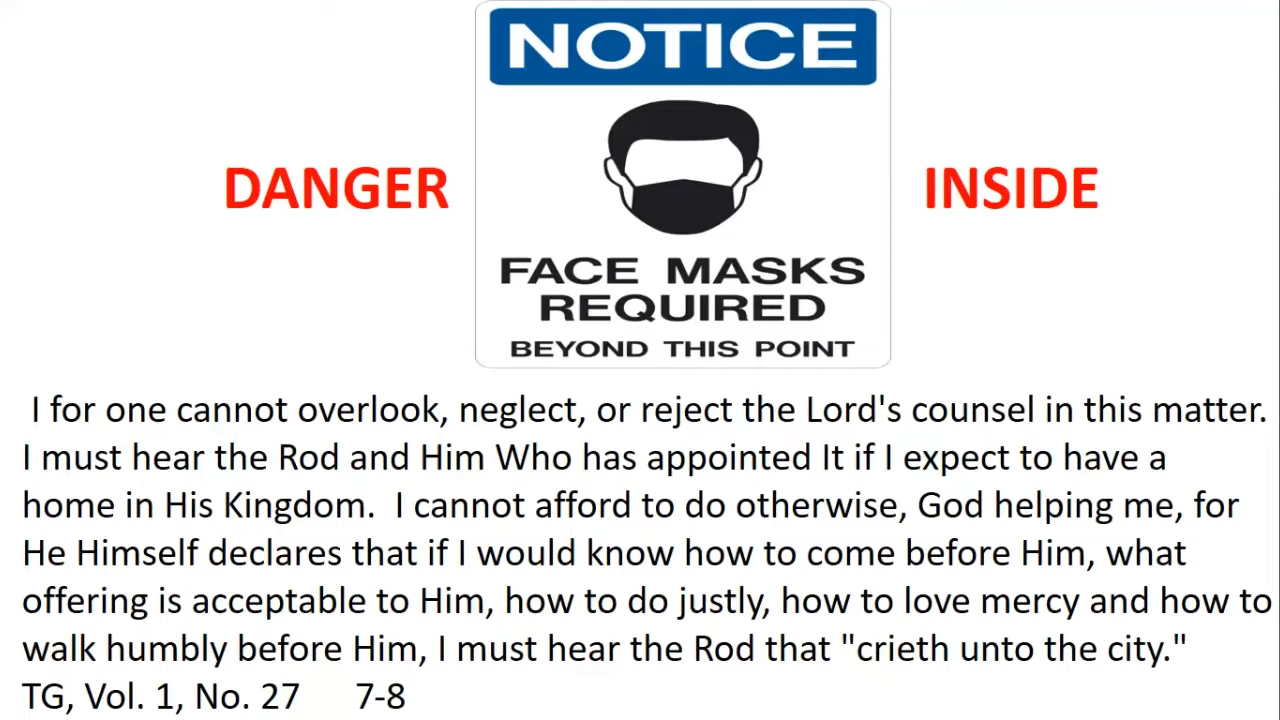 NOTICE
DANGER
INSIDE
FACE MASKS
REQUIRED
BEYOND THIS POINT
I for one cannot overlook, neglect, or reject the Lord's counsel in this matter.
I must hear the Rod and Him Who has appointed It if I expect to have a
home in His Kingdom.  I cannot afford to do otherwise, God helping me, for
He Himself declares that if I would know how to come before Him, what
offering is acceptable to Him, how to do justly, how to love mercy and how to
walk humbly before Him, I must hear the Rod that "crieth unto the city."
TG, Vol. 1, No. 27      7-8